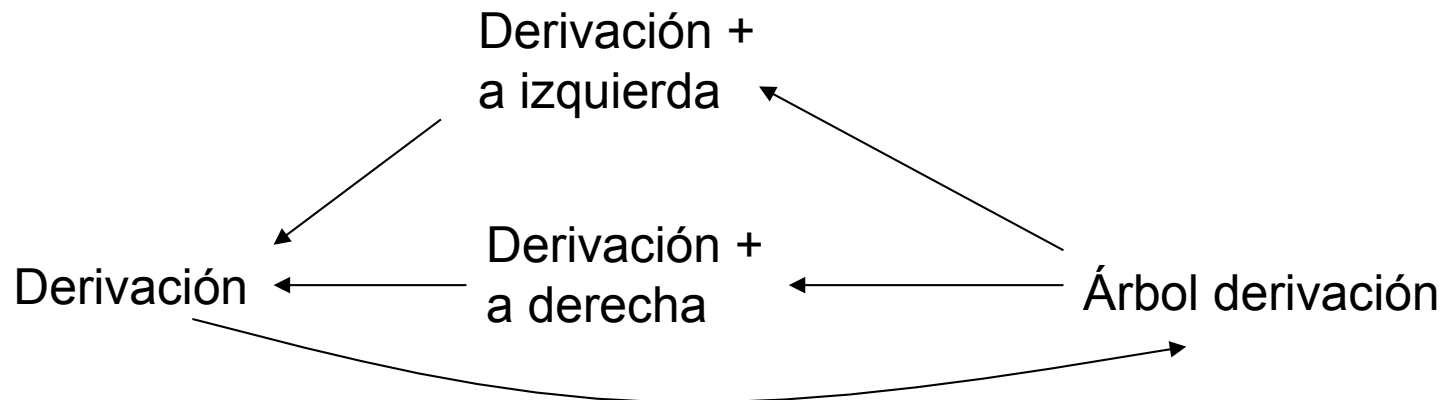 Derivación +
a izquierda
Derivación +
a derecha
Derivación
Árbol derivación